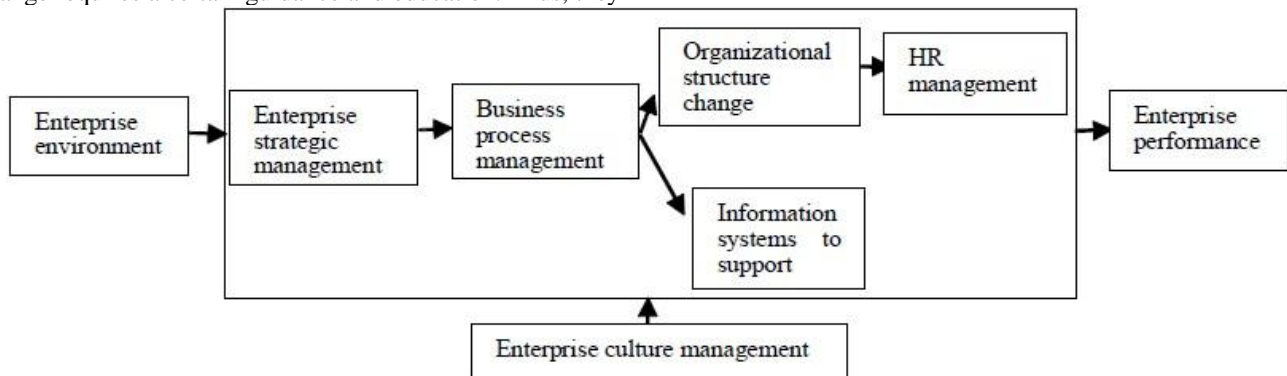 Organizational
structure
change
HR
management
Enterprise
environment
Enterprise
strategic
management
Business
process
management
Enterprise
performance
Information
systems to
support
Enterprise culture management